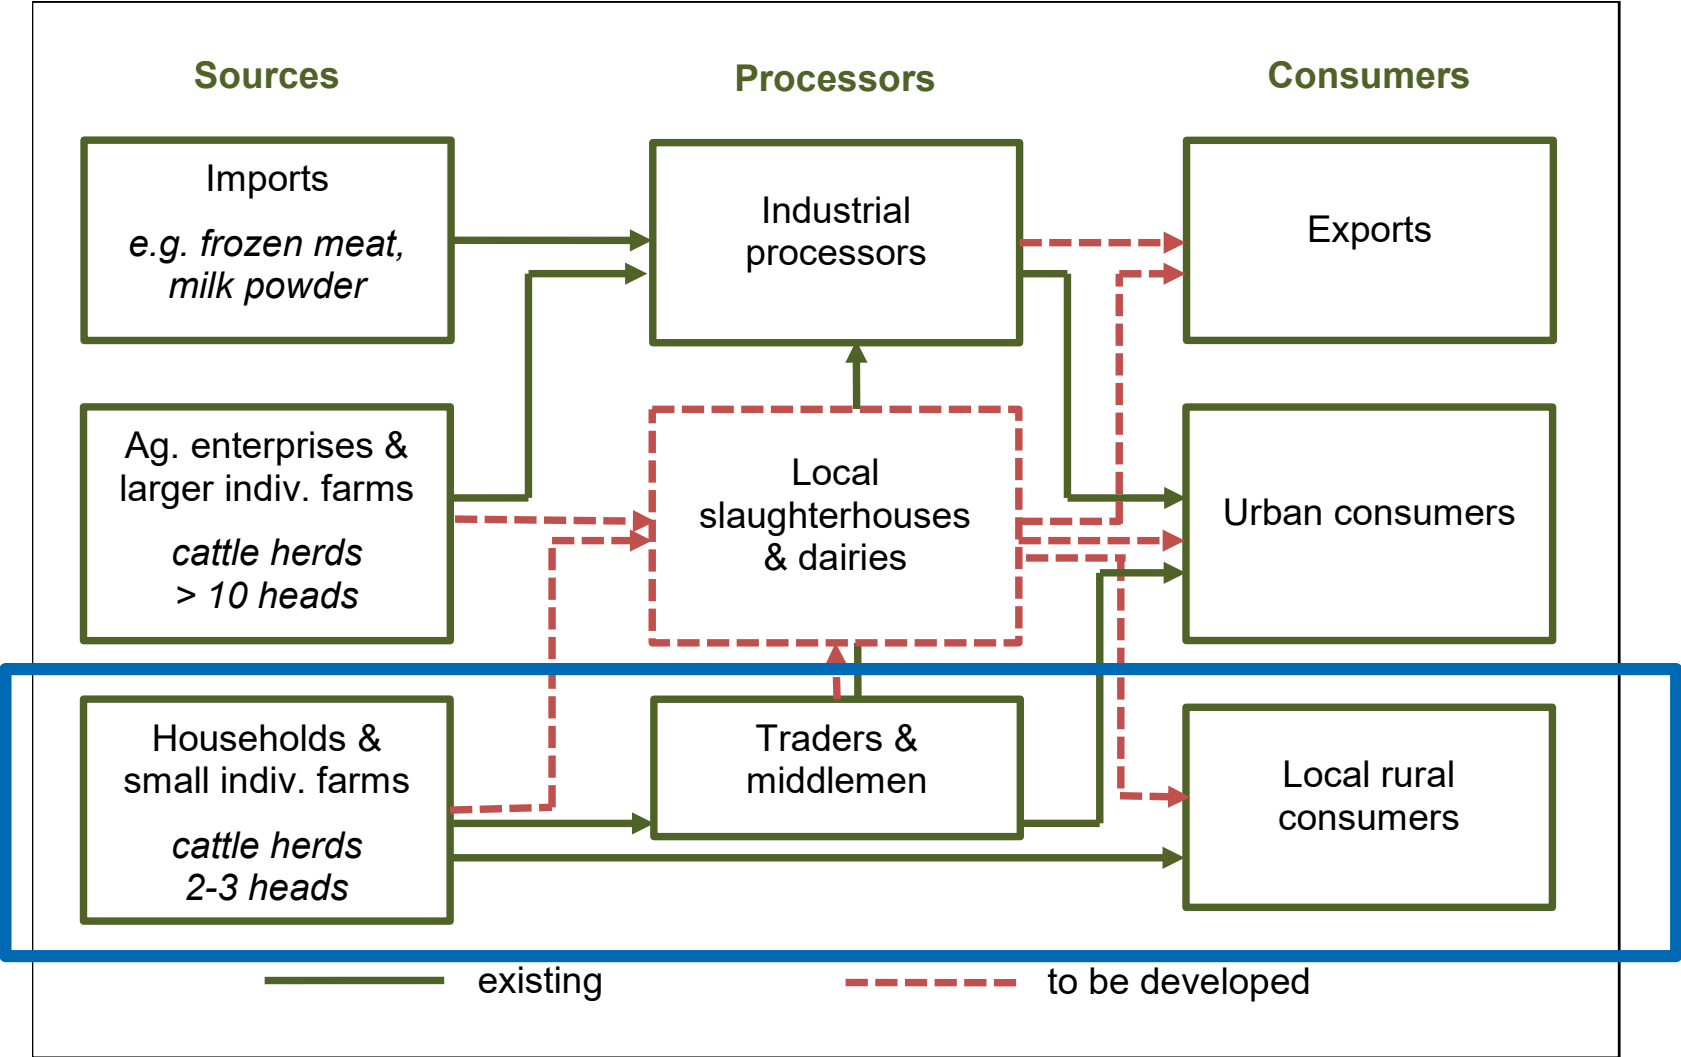 Sources
Processors
Consumers
Imports
e.g. frozen meat,
milk powder
Industrial
processors
Exports
Ag. enterprises &
larger indiv. farms
cattle herds
> 10 heads
Local
slaughterhouses
& dairies
Urban consumers
Households &
small indiv. farms
cattle herds
2-3 heads
Traders &
middlemen
Local rural
consumers
existing
to be developed